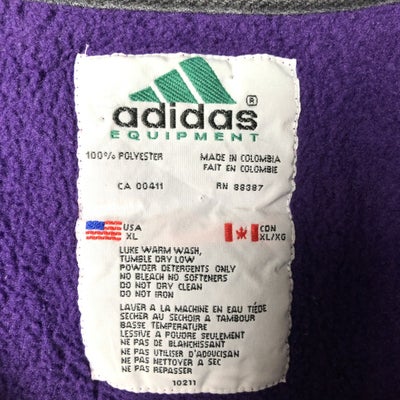 adidas ®
EQUIPMENT
100% POLYESTER
MADE IN COLOMBIA
FAIT EN COLOMBIE
CA 00411
RN 88387
USA
XL
CDN
XL/XG
LUKE WARM WASH,
TUMBLE DRY LOW
POWDER DETERGENTS ONLY
NO BLEACH NO SOFTENERS
DO NOT DRY CLEAN
DO NOT IRON
LAVER A LA MACHINE EN EAU TIÉDE
SECHER AU SECHOIR A TAMBOUR
BASSE TEMPERATURE
LESSIVE A POUDRE SEULEMENT
NE PAS DE BLANCHISSANT
NE PAS UTILISER D'ADOUCISAN
NE PAS NETTOYER A SEC
NE PAS REPASSER
10211